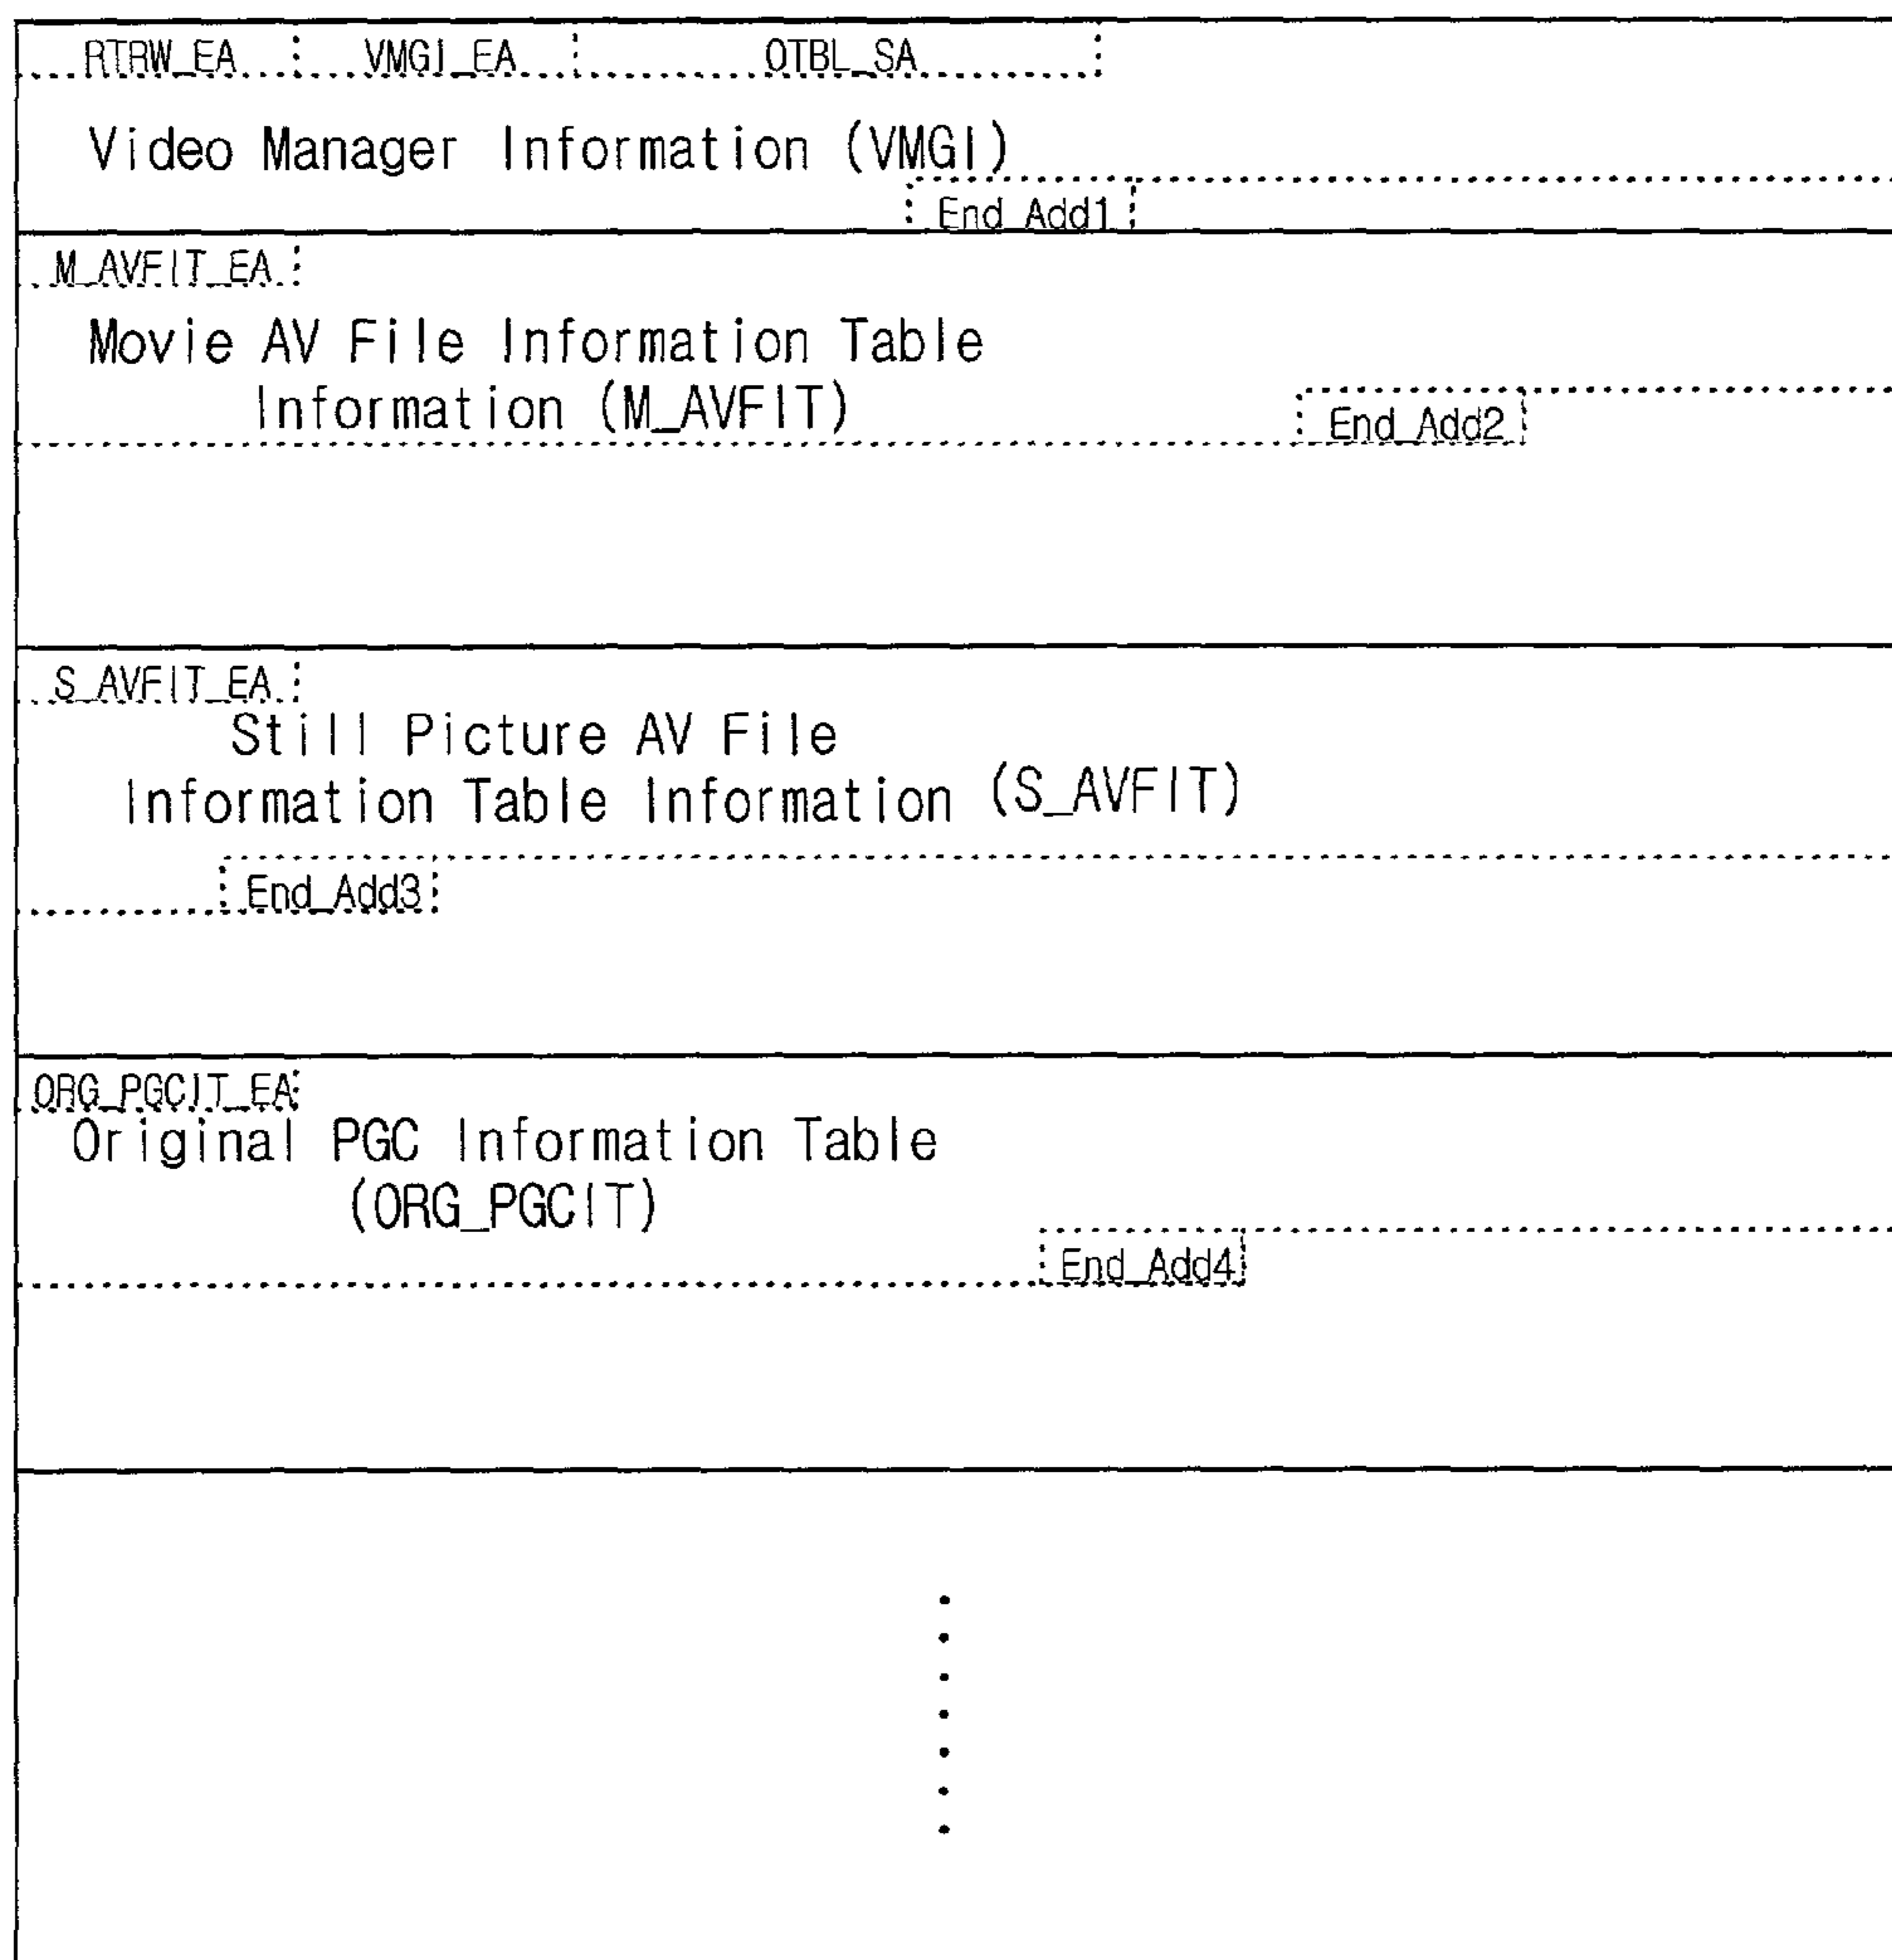 RTRW_EA VMGI_EA OTBL_SA
Video Manager Information (VMGI)
End_Add1
M_AVFIT_EA
Movie AV File Information Table
Information (M_AVFIT)
End_Add2
S_AVFIT_EA
Still Picture AV File
Information Table Information (S_AVFIT)
End_Add3
ORG_PGCIT_EA
Original PGC Information Table
(ORG_PGCIT)
End_Add4